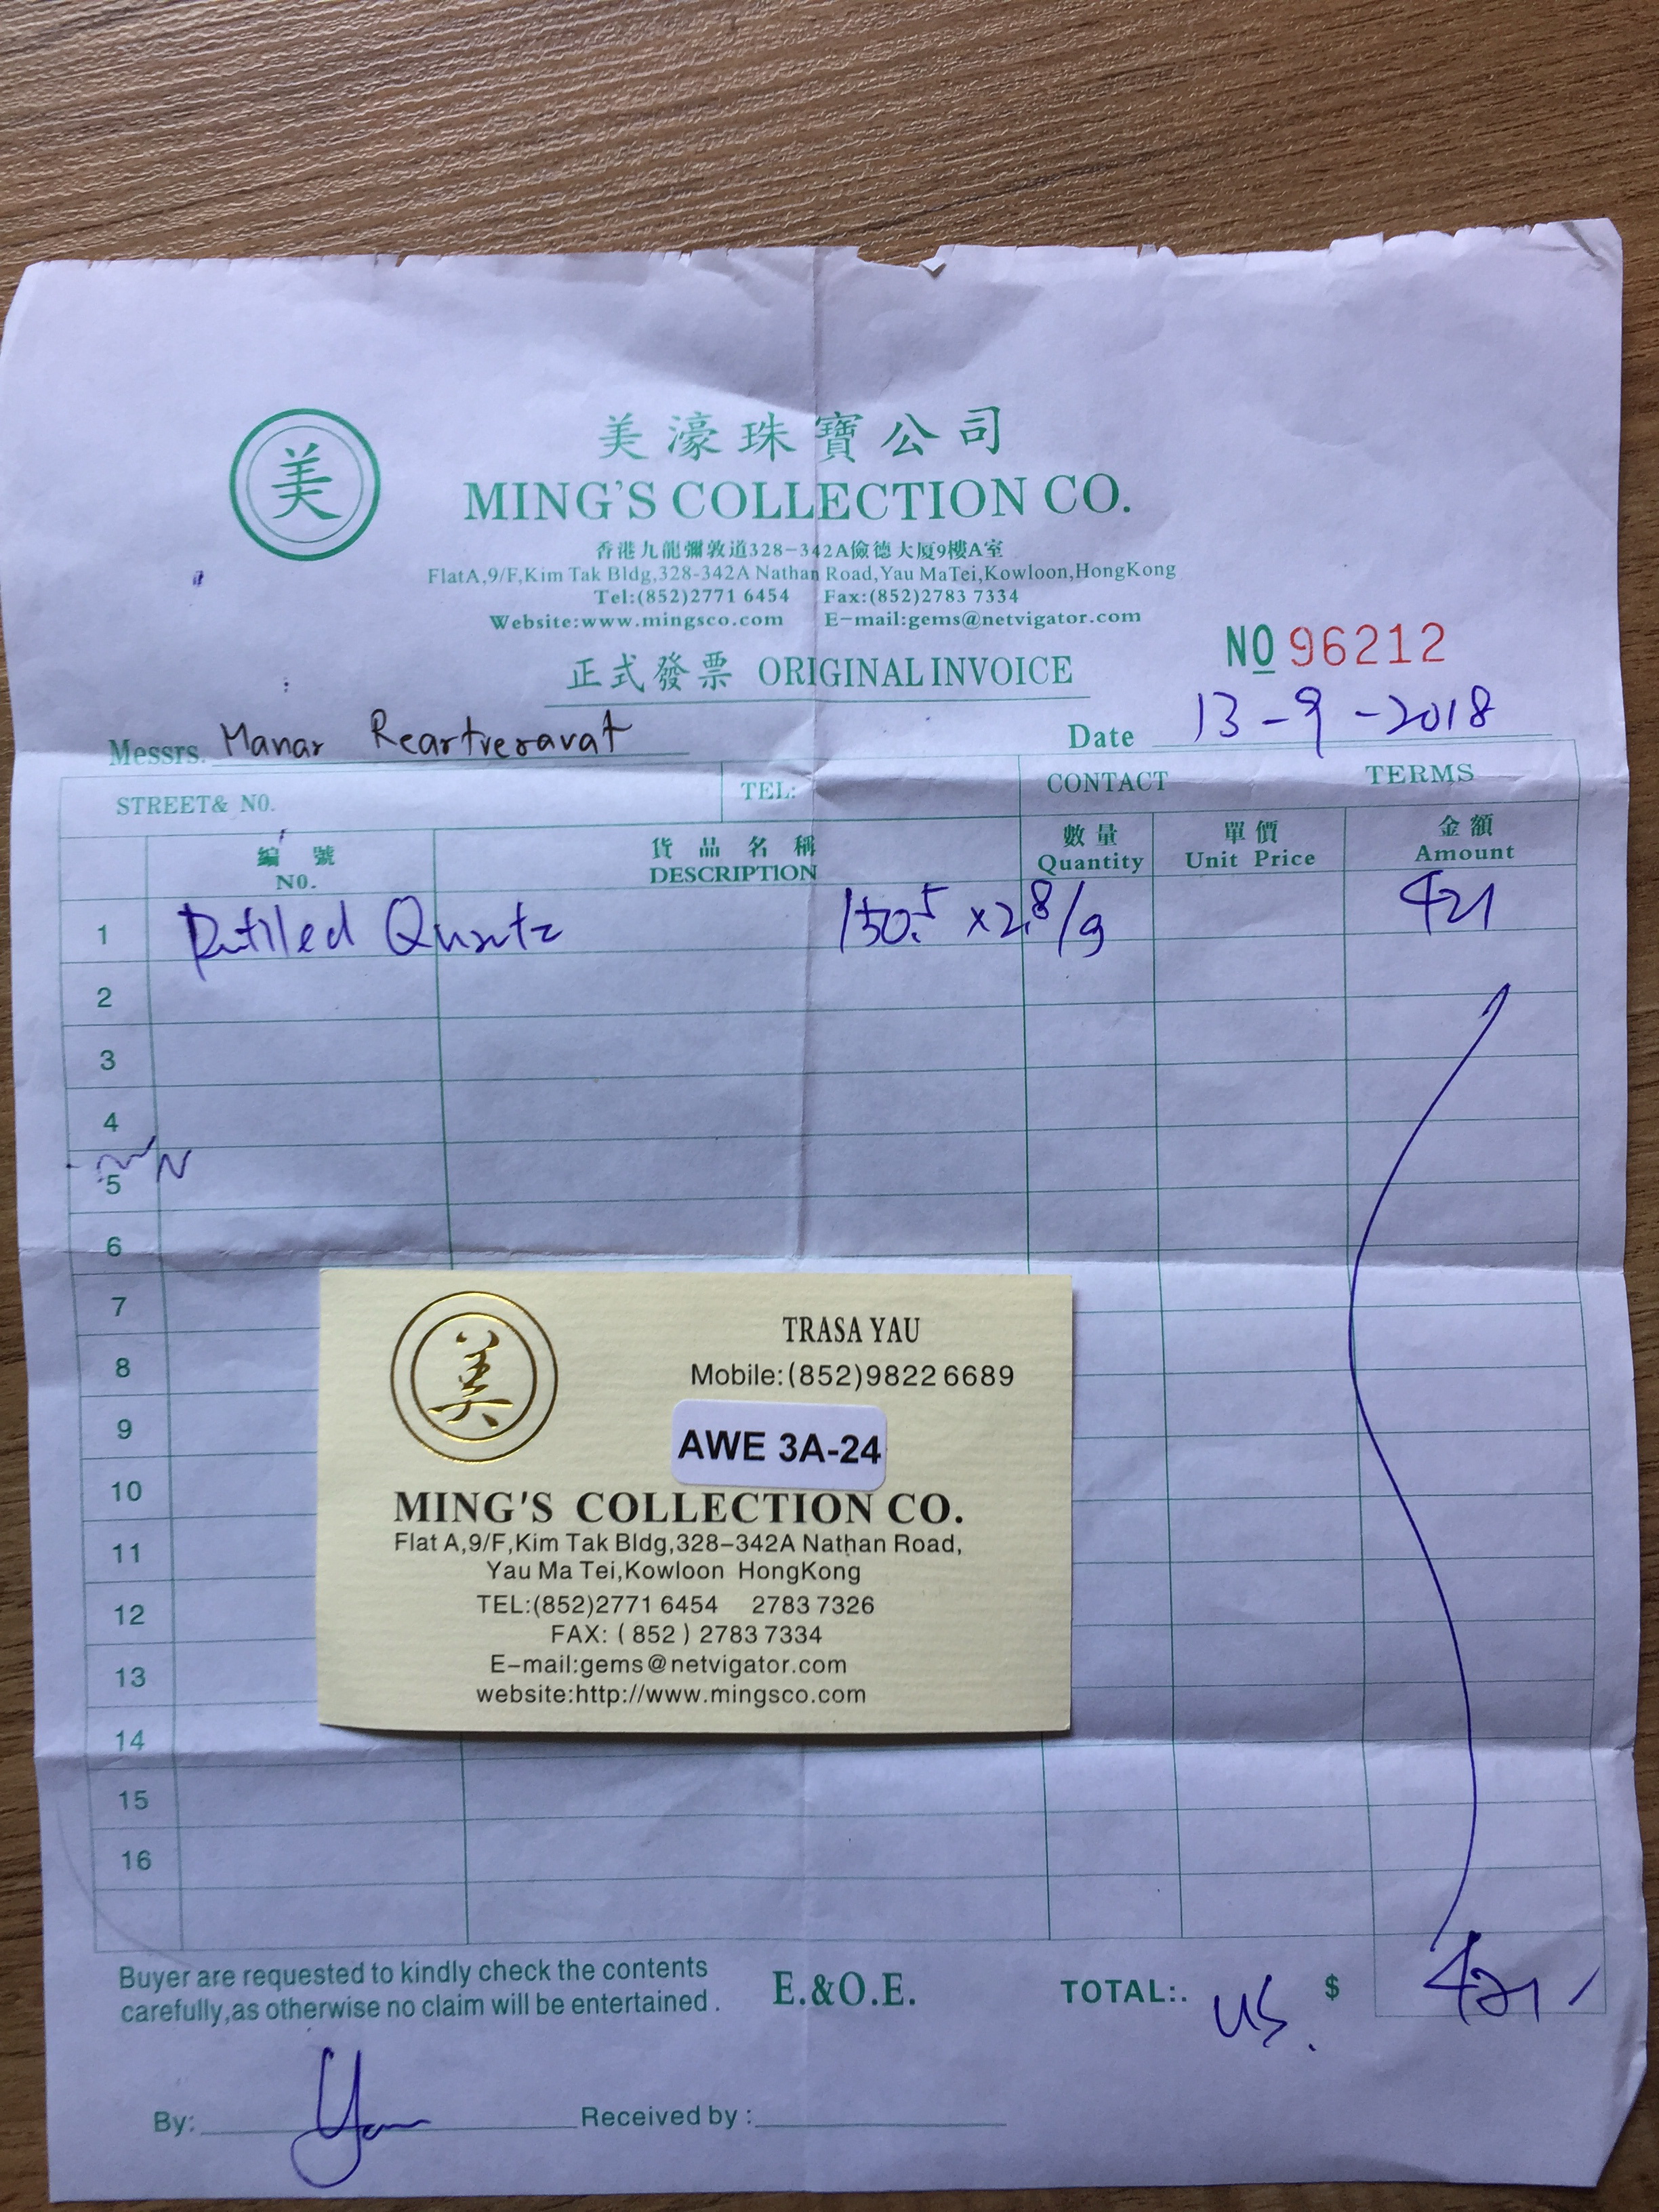 美
美濠珠寶公司
MING'S COLLECTION CO.
香港九龍彌敦道328-342A儉德大厦9樓A室
FlatA,9/F,Kim Tak Bldg,328-342A Nathan Road,Yau MaTei,Kowloon,HongKong
Tel:(852)2771 6454 Fax:(852)2783 7334
Website:www.mingsco.com E-mail:gems@netvigator.com
NO 96212
正式發票 ORIGINAL INVOICE
Messrs. Manar Reartveravat
Date 13-9-2018
STREET& NO. TEL: CONTACT TERMS
編號 貨品名稱 數量 單價 金額
NO. DESCRIPTION Quantity Unit Price Amount
1 Rutilled Quartz 150.5 x2.8/g 421
2
3
4
5
6
7
8
9
10
11
12
13
14
15
16
美
TRASA YAU
Mobile:(852)9822 6689
AWE 3A-24
MING'S COLLECTION CO.
Flat A,9/F,Kim Tak Bldg,328-342A Nathan Road,
Yau Ma Tei,Kowloon HongKong
TEL:(852)2771 6454 2783 7326
FAX: (852) 2783 7334
E-mail:gems@netvigator.com
website:http://www.mingsco.com
Buyer are requested to kindly check the contents
carefully,as otherwise no claim will be entertained.
E.&O.E.
TOTAL:. US. $ 421
By: Received by: